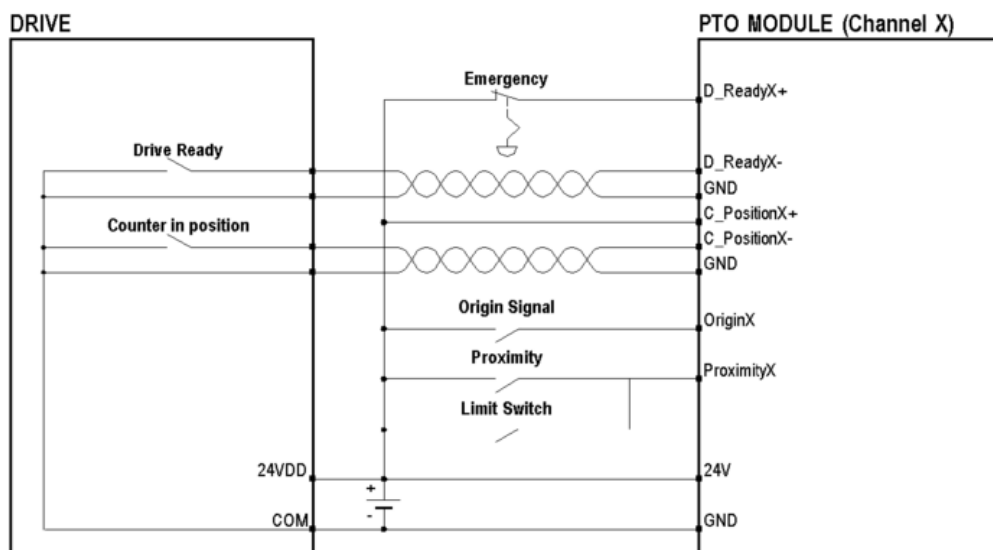 DRIVE
PTO MODULE (Channel X)
Emergency
D_ReadyX+
Drive Ready
D_ReadyX-
GND
C_PositionX+
Counter in position
C_PositionX-
GND
Origin Signal
OriginX
Proximity
ProximityX
Limit Switch
24VDD
24V
+
-
COM
GND